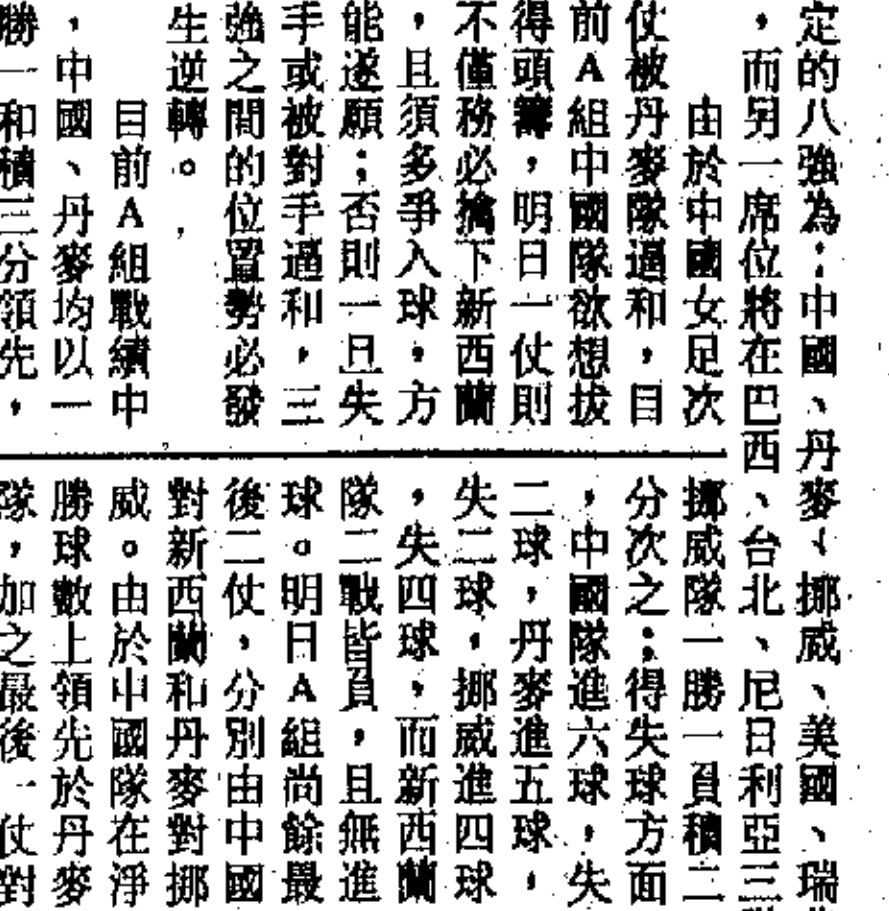 定的八強為：中國、丹麥、挪威、美國、瑞
，而另一席位將在巴西、台北、尼日利亞三
由於中國女足次
仗被丹麥隊逼和，目
前A組中國隊欲想拔
得頭籌，明日一仗則
不僅務必擒下新西蘭
，且須多爭入球，方
能遂願；否則一旦失
手或被對手逼和，三
強之間的位置勢必發
生逆轉。
目前A組戰績中
，中國、丹麥均以一
勝一和積三分領先，
挪威隊一勝一負積二
分次之；得失球方面
，中國隊進六球，失
二球，丹麥進五球，
失二球，挪威進四球
，失四球，而新西蘭
隊二戰皆負，且無進
球。明日A組尚餘最
後二仗，分別由中國
對新西蘭和丹麥對挪
威。由於中國隊在淨
勝球數上領先於丹麥
隊，加之最後一仗對